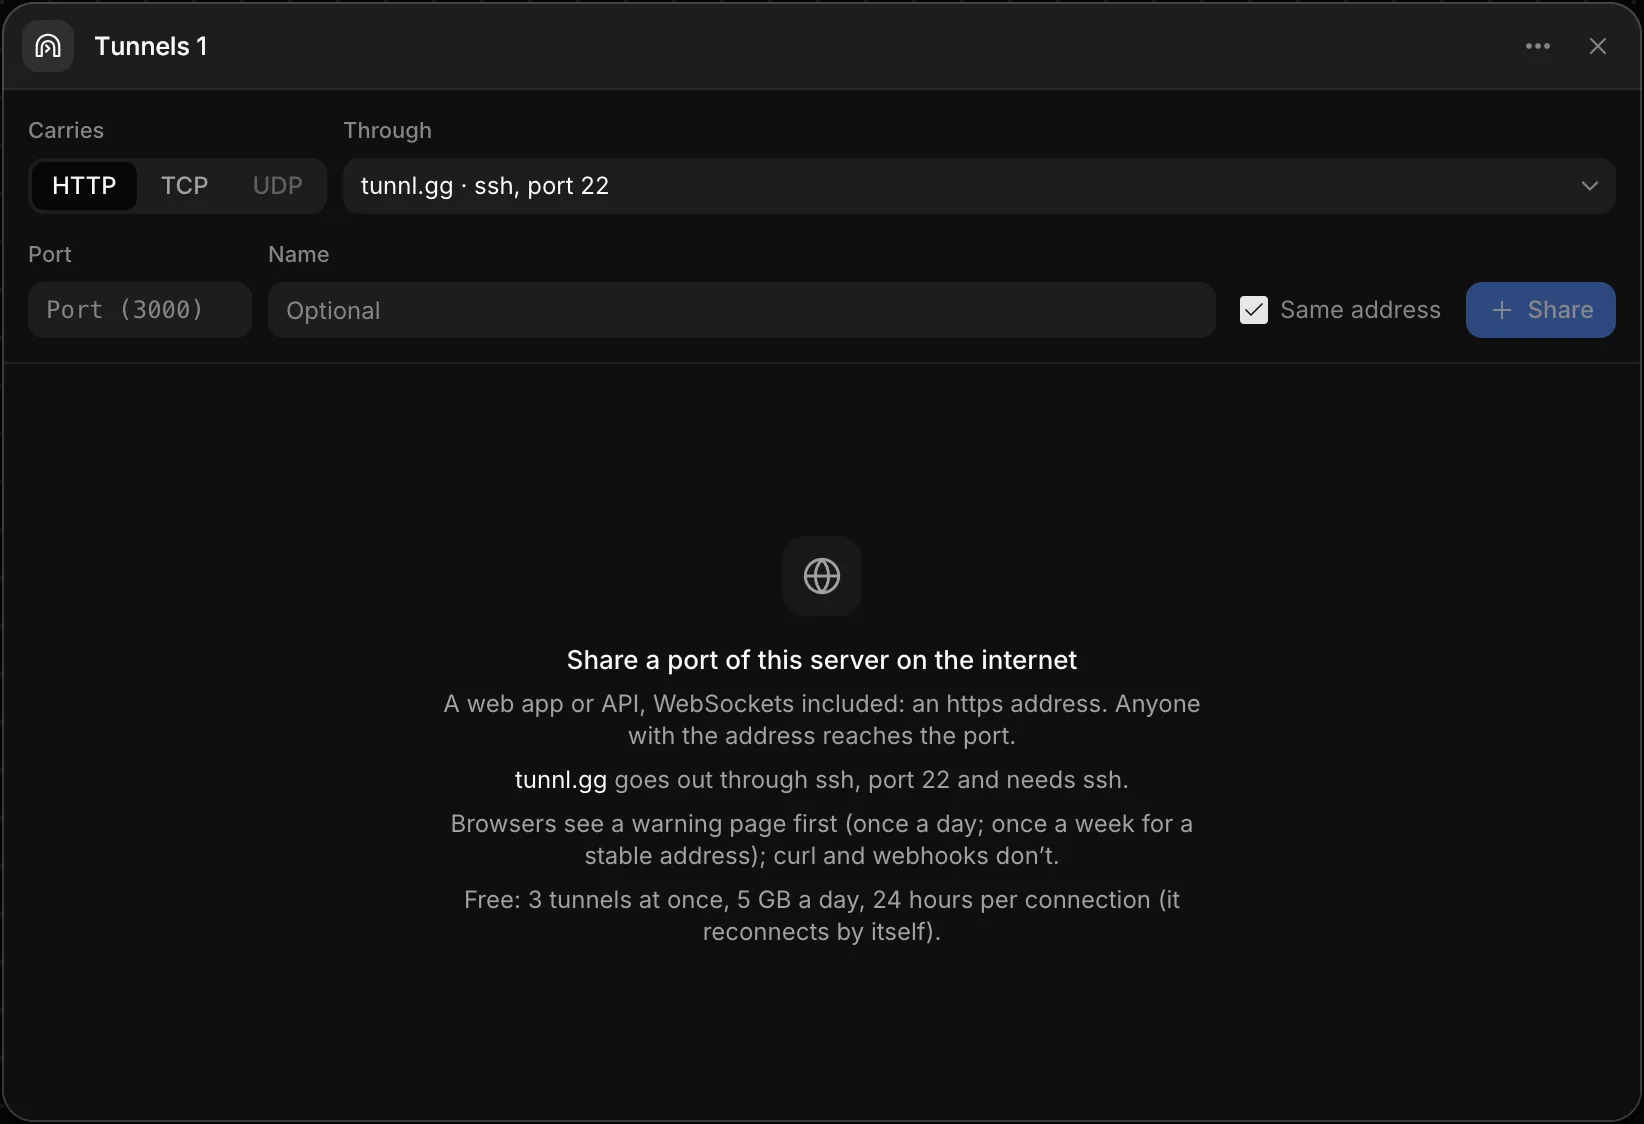 Tunnels 1
Carries
Through
HTTP TCP UDP
tunnl.gg · ssh, port 22
Port
Name
Port (3000)
Optional
Same address
+ Share
Share a port of this server on the internet
A web app or API, WebSockets included: an https address. Anyone
with the address reaches the port.
tunnl.gg goes out through ssh, port 22 and needs ssh.
Browsers see a warning page first (once a day; once a week for a
stable address); curl and webhooks don’t.
Free: 3 tunnels at once, 5 GB a day, 24 hours per connection (it
reconnects by itself).